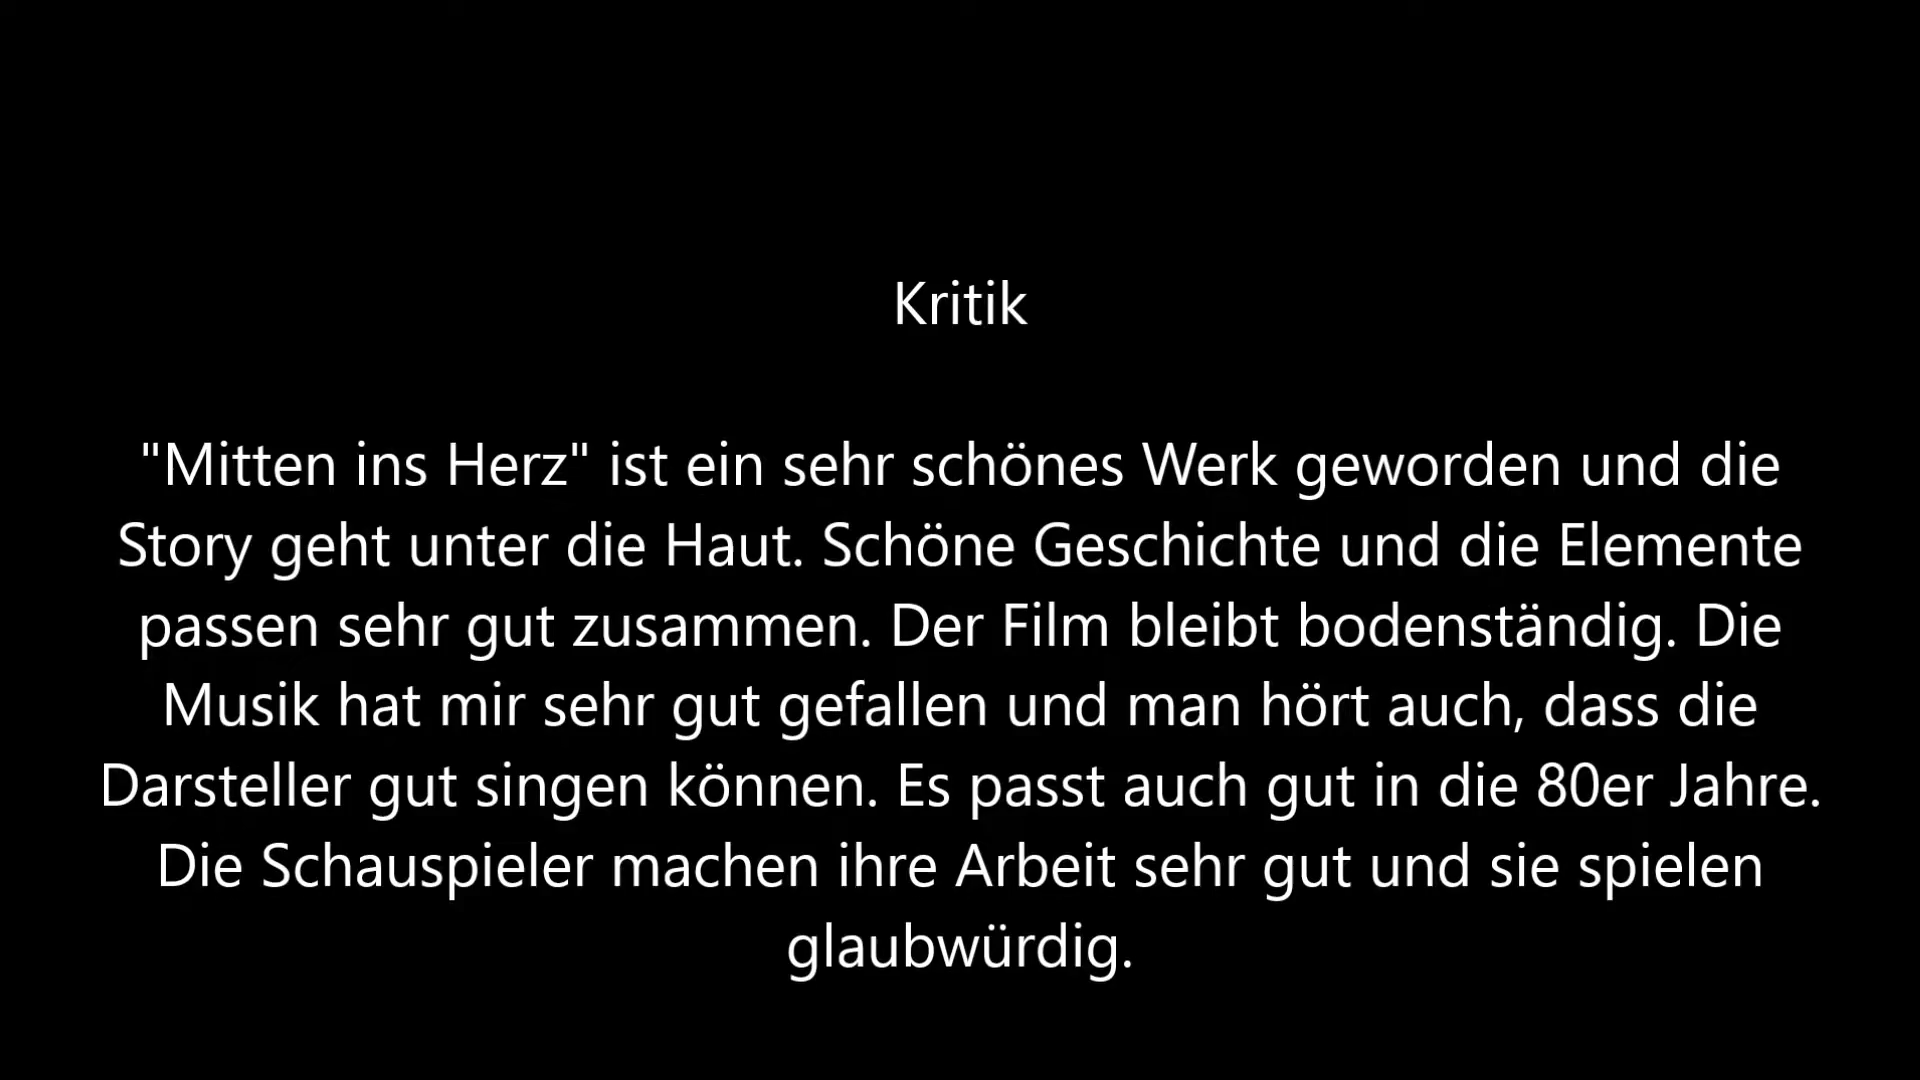 Kritik
"Mitten ins Herz" ist ein sehr schönes Werk geworden und die
Story geht unter die Haut. Schöne Geschichte und die Elemente
passen sehr gut zusammen. Der Film bleibt bodenständig. Die
Musik hat mir sehr gut gefallen und man hört auch, dass die
Darsteller gut singen können. Es passt auch gut in die 80er Jahre.
Die Schauspieler machen ihre Arbeit sehr gut und sie spielen
glaubwürdig.